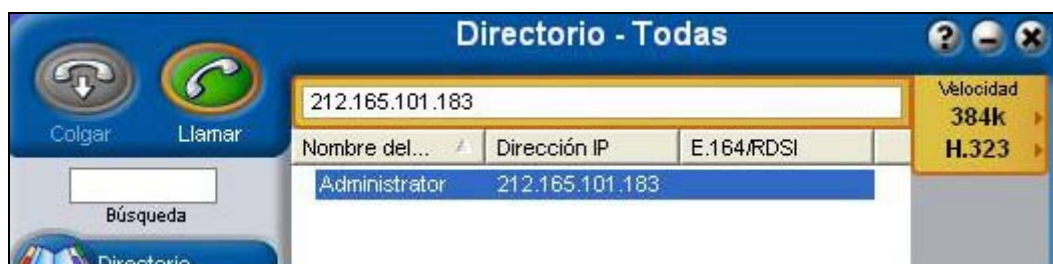 Directorio - Todas
? - x
Colgar Llamar
212.165.101.183
Velocidad
384k
H.323
Nombre del... Dirección IP E.164/RDSI
Administrator 212.165.101.183
Búsqueda
Directorio